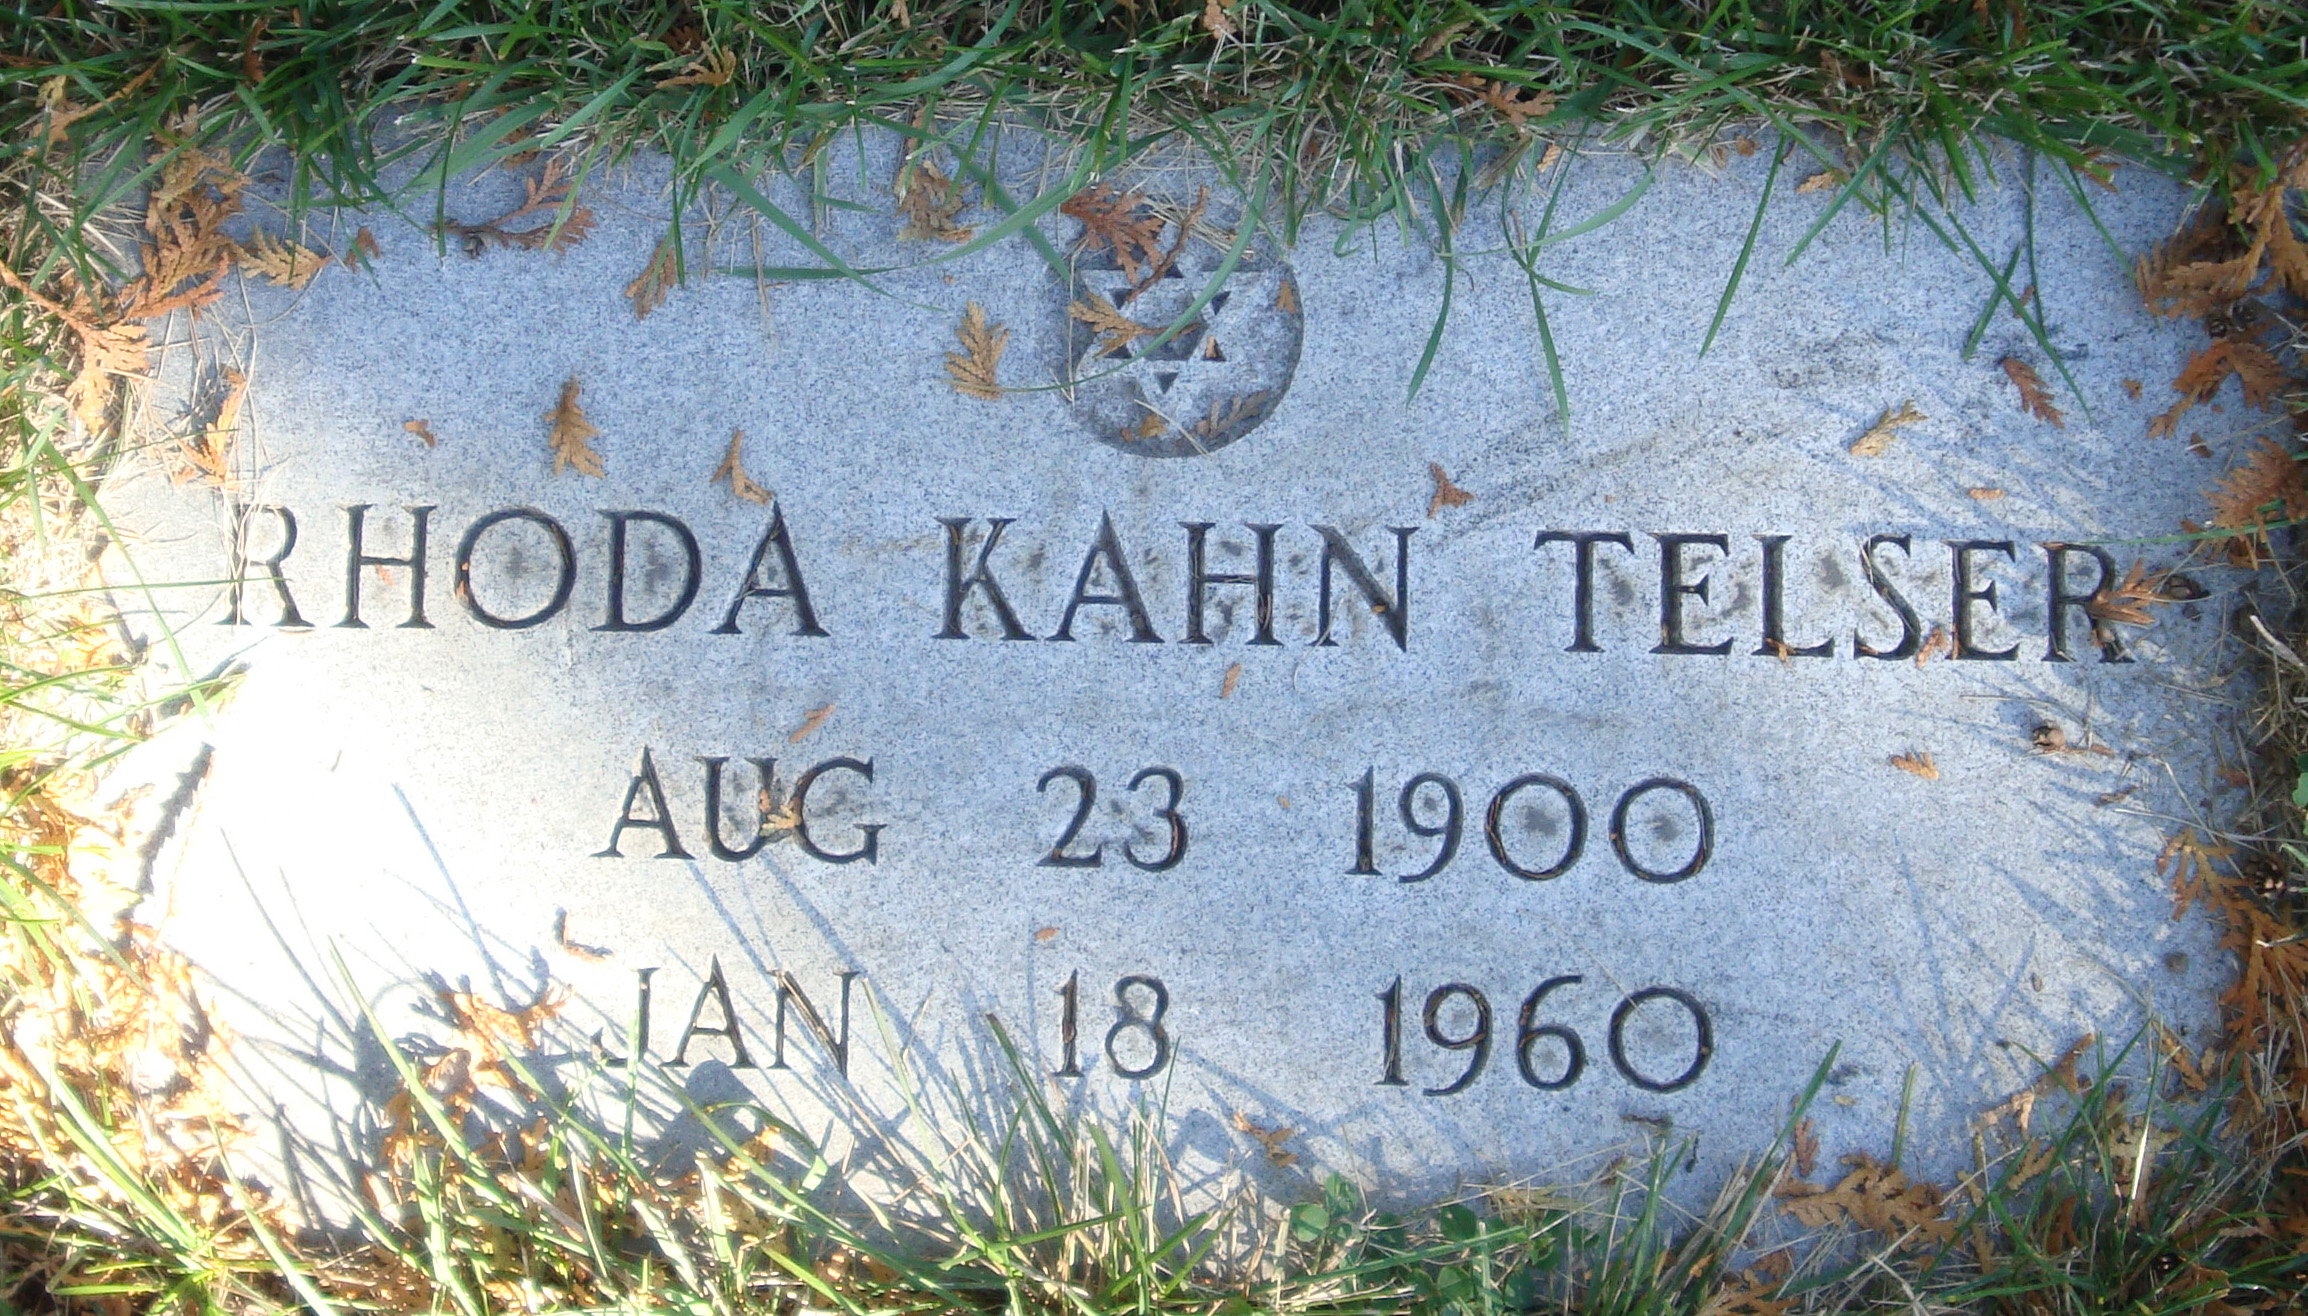 RHODA KAHN TELSER
AUG 23 1900
JAN 18 1960